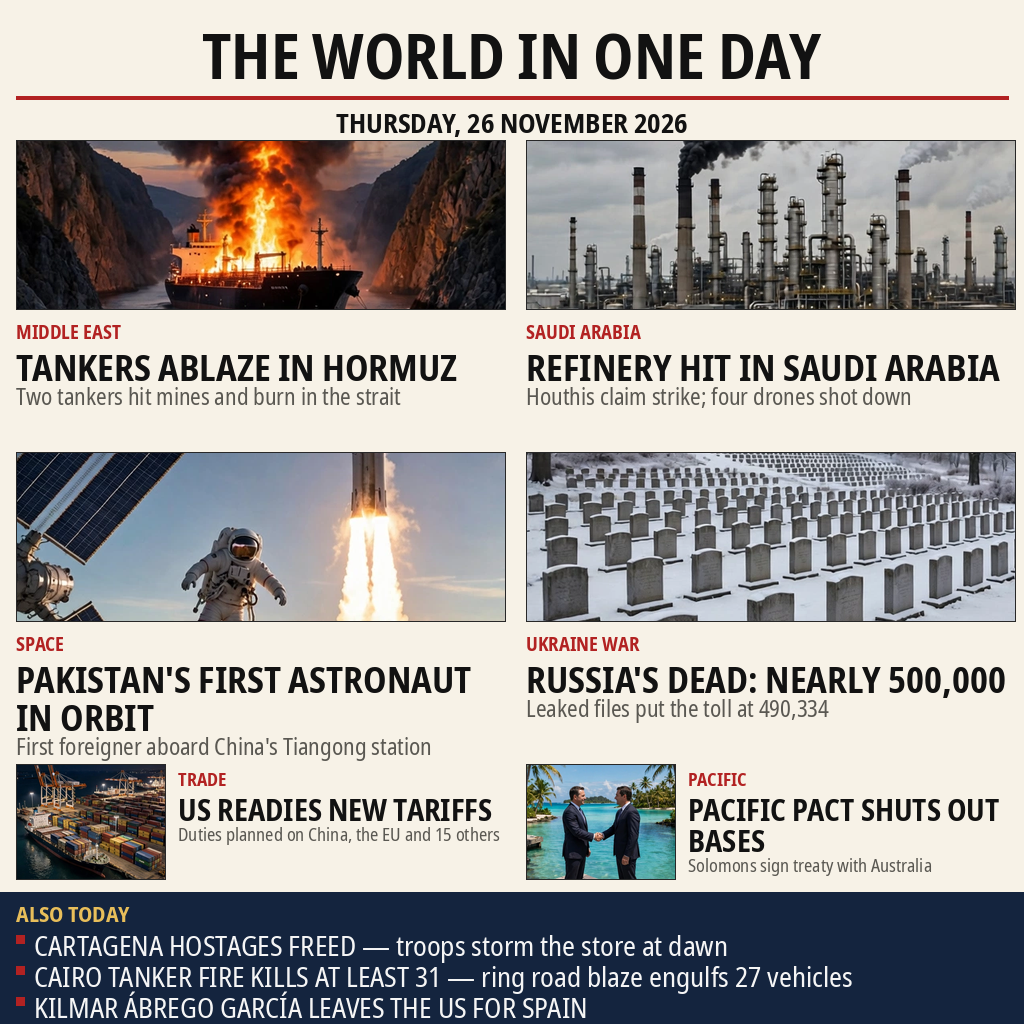 THE WORLD IN ONE DAY
THURSDAY, 26 NOVEMBER 2026
MIDDLE EAST
TANKERS ABLAZE IN HORMUZ
Two tankers hit mines and burn in the strait
SAUDI ARABIA
REFINERY HIT IN SAUDI ARABIA
Houthis claim strike; four drones shot down
SPACE
PAKISTAN'S FIRST ASTRONAUT
IN ORBIT
First foreigner aboard China's Tiangong station
UKRAINE WAR
RUSSIA'S DEAD: NEARLY 500,000
Leaked files put the toll at 490,334
TRADE
US READIES NEW TARIFFS
Duties planned on China, the EU and 15 others
PACIFIC
PACIFIC PACT SHUTS OUT
BASES
Solomons sign treaty with Australia
ALSO TODAY
CARTAGENA HOSTAGES FREED — troops storm the store at dawn
CAIRO TANKER FIRE KILLS AT LEAST 31 — ring road blaze engulfs 27 vehicles
KILMAR ÁBREGO GARCÍA LEAVES THE US FOR SPAIN